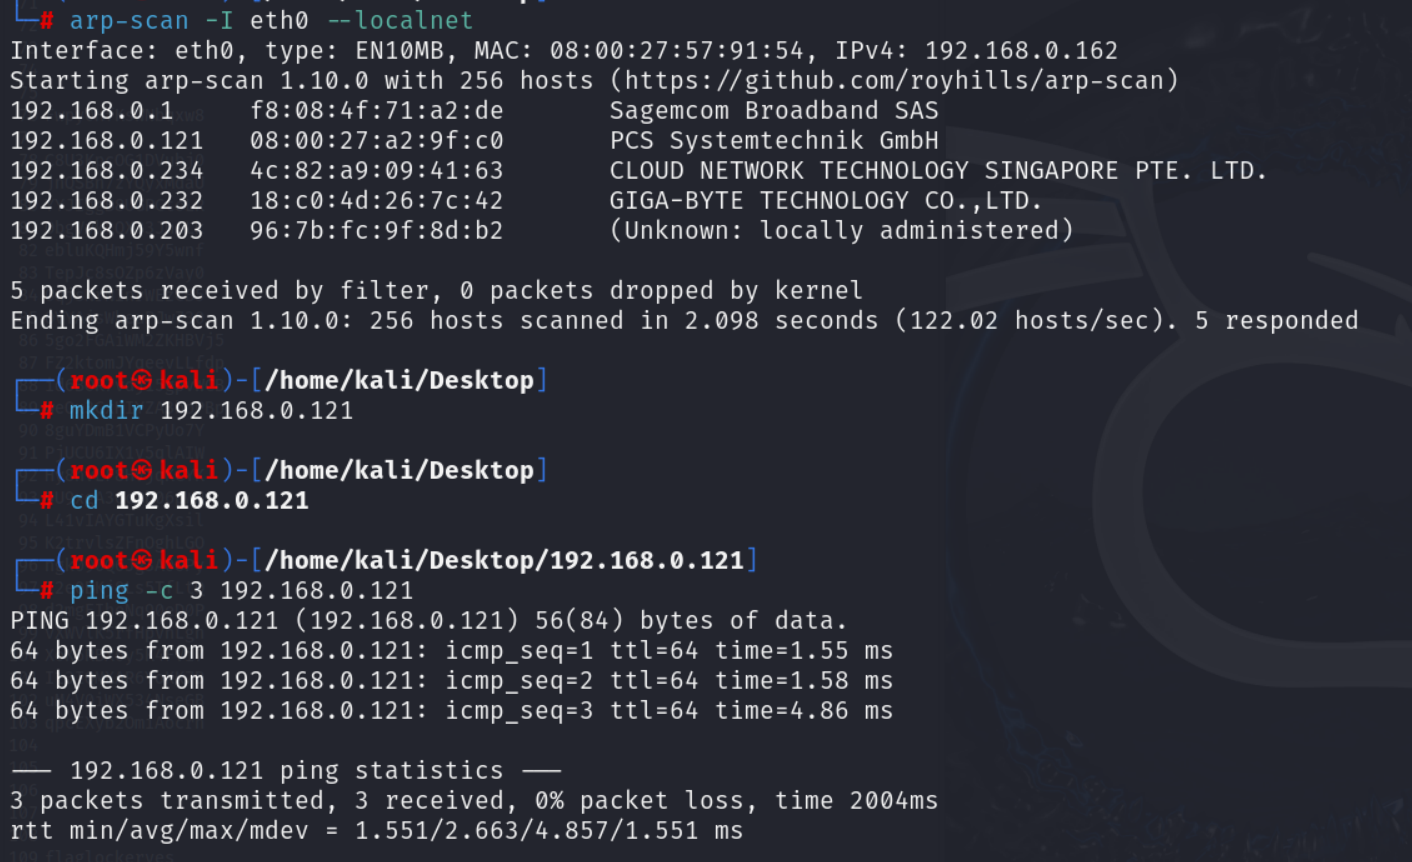 └─# arp-scan -I eth0 --localnet
Interface: eth0, type: EN10MB, MAC: 08:00:27:57:91:54, IPv4: 192.168.0.162
Starting arp-scan 1.10.0 with 256 hosts (https://github.com/royhills/arp-scan)
192.168.0.1     f8:08:4f:71:a2:de       Sagemcom Broadband SAS
192.168.0.121   08:00:27:a2:9f:c0       PCS Systemtechnik GmbH
192.168.0.234   4c:82:a9:09:41:63       CLOUD NETWORK TECHNOLOGY SINGAPORE PTE. LTD.
192.168.0.232   18:c0:4d:26:7c:42       GIGA-BYTE TECHNOLOGY CO.,LTD.
192.168.0.203   96:7b:fc:9f:8d:b2       (Unknown: locally administered)
5 packets received by filter, 0 packets dropped by kernel
Ending arp-scan 1.10.0: 256 hosts scanned in 2.098 seconds (122.02 hosts/sec). 5 responded
┌──(root㉿kali)-[/home/kali/Desktop]
└─# mkdir 192.168.0.121
┌──(root㉿kali)-[/home/kali/Desktop]
└─# cd 192.168.0.121
┌──(root㉿kali)-[/home/kali/Desktop/192.168.0.121]
└─# ping -c 3 192.168.0.121
PING 192.168.0.121 (192.168.0.121) 56(84) bytes of data.
64 bytes from 192.168.0.121: icmp_seq=1 ttl=64 time=1.55 ms
64 bytes from 192.168.0.121: icmp_seq=2 ttl=64 time=1.58 ms
64 bytes from 192.168.0.121: icmp_seq=3 ttl=64 time=4.86 ms
--- 192.168.0.121 ping statistics ---
3 packets transmitted, 3 received, 0% packet loss, time 2004ms
rtt min/avg/max/mdev = 1.551/2.663/4.857/1.551 ms